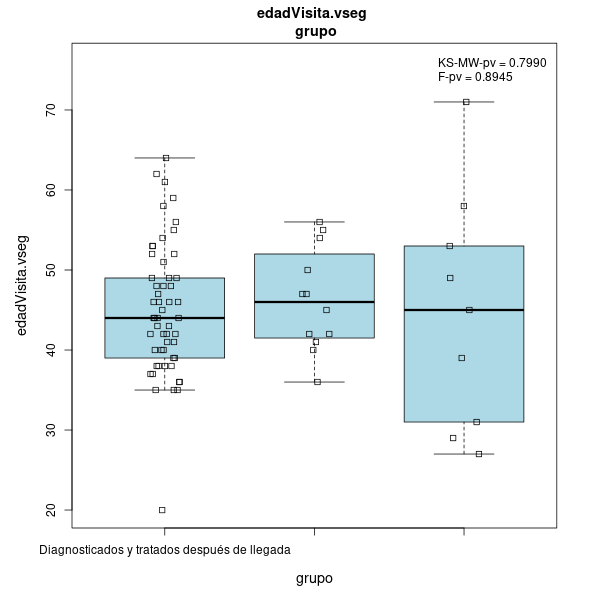 edadVisita.vseg
grupo
KS-MW-pv = 0.7990
F-pv = 0.8945
70
60
50
40
30
20
edadVisita.vseg
Diagnosticados y tratados después de llegada
grupo